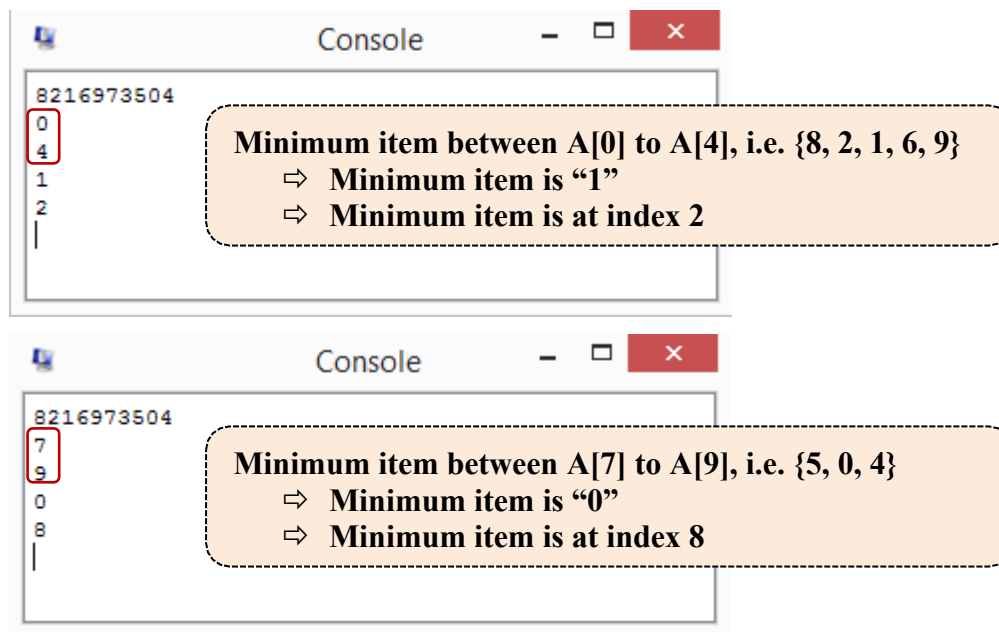 Console
8216973504
0
4
1
2
Minimum item between A[0] to A[4], i.e. {8, 2, 1, 6, 9}
⇨ Minimum item is “1”
⇨ Minimum item is at index 2
Console
8216973504
7
9
0
8
Minimum item between A[7] to A[9], i.e. {5, 0, 4}
⇨ Minimum item is “0”
⇨ Minimum item is at index 8